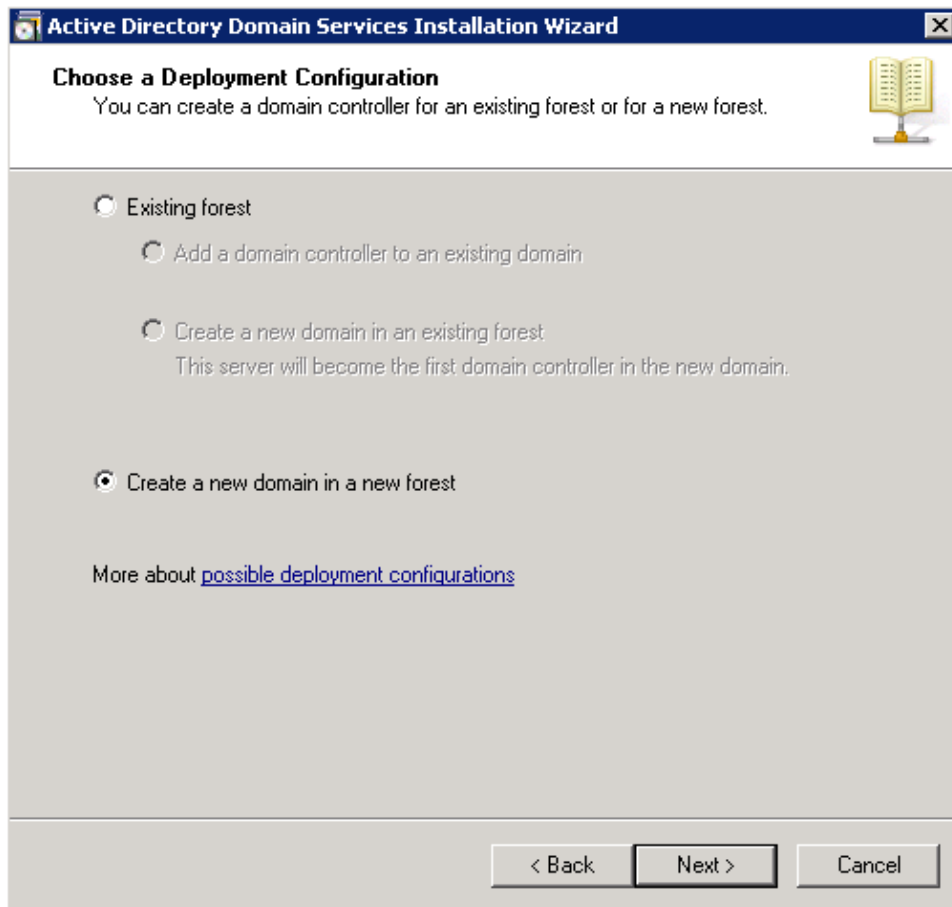 Active Directory Domain Services Installation Wizard
Choose a Deployment Configuration
You can create a domain controller for an existing forest or for a new forest.
Existing forest
Add a domain controller to an existing domain
Create a new domain in an existing forest
This server will become the first domain controller in the new domain.
Create a new domain in a new forest
More about possible deployment configurations
< Back Next > Cancel